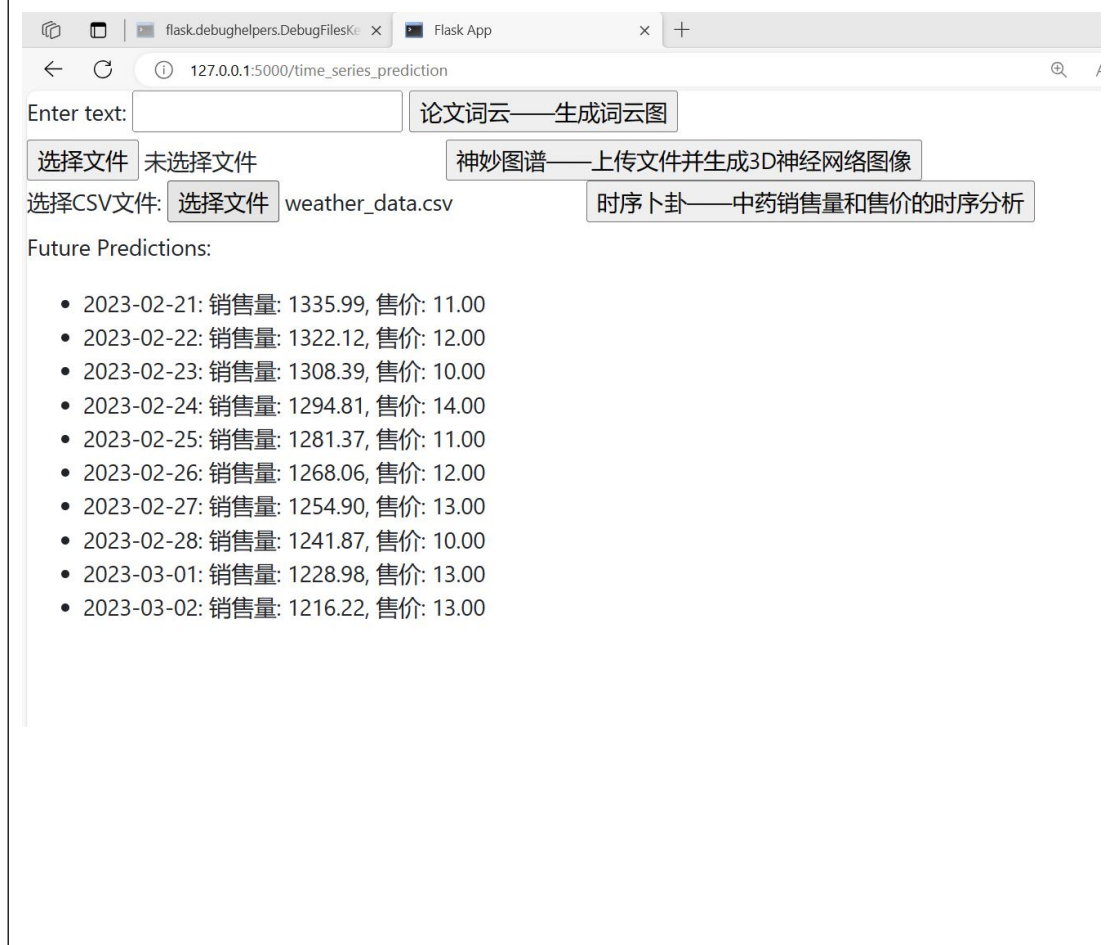 flask.debughelpers.DebugFilesKe
Flask App
127.0.0.1:5000/time_series_prediction
Enter text: 论文词云——生成词云图
选择文件 未选择文件 神妙图谱——上传文件并生成3D神经网络图像
选择CSV文件: 选择文件 weather_data.csv 时序卜卦——中药销售量和售价的时序分析
Future Predictions:
2023-02-21: 销售量: 1335.99, 售价: 11.00
2023-02-22: 销售量: 1322.12, 售价: 12.00
2023-02-23: 销售量: 1308.39, 售价: 10.00
2023-02-24: 销售量: 1294.81, 售价: 14.00
2023-02-25: 销售量: 1281.37, 售价: 11.00
2023-02-26: 销售量: 1268.06, 售价: 12.00
2023-02-27: 销售量: 1254.90, 售价: 13.00
2023-02-28: 销售量: 1241.87, 售价: 10.00
2023-03-01: 销售量: 1228.98, 售价: 13.00
2023-03-02: 销售量: 1216.22, 售价: 13.00